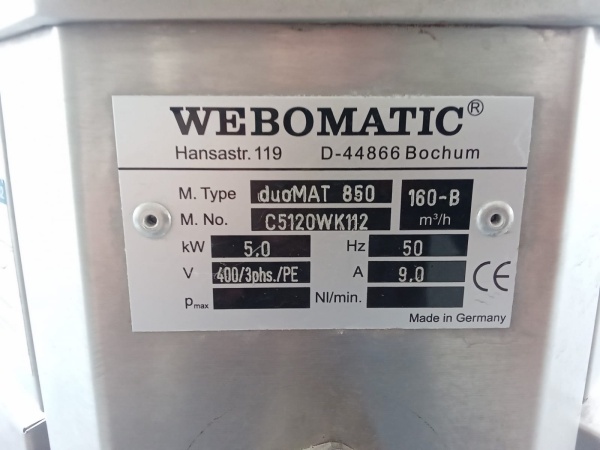 WEBOMATIC®
Hansastr. 119 D-44866 Bochum
M. Type duoMAT 850 160-B
M. No. C5120WK112 m³/h
kW 5,0 Hz 50
V 400/3phs./PE A 9,0 CE
pmax Nl/min.
Made in Germany